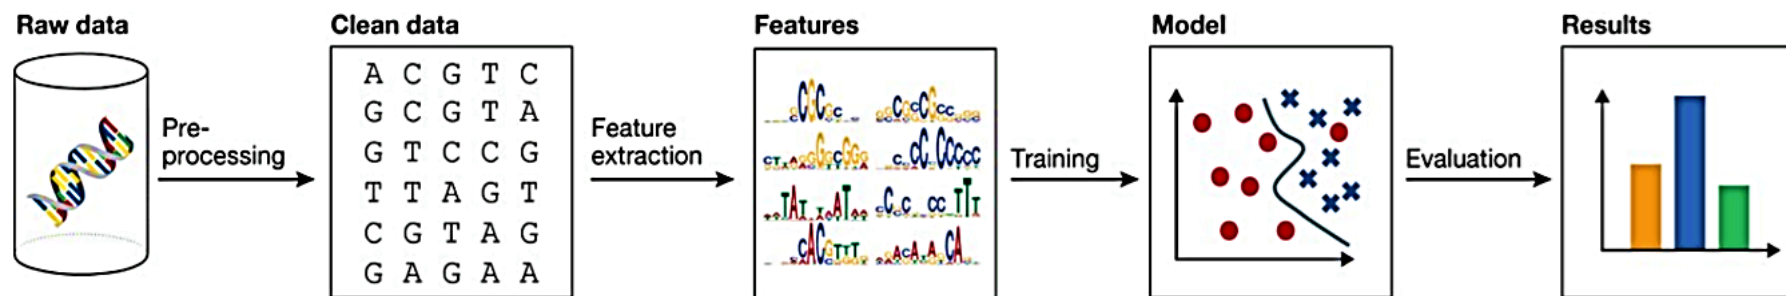 Raw data
Pre-
processing
Clean data
A C G T C
G C G T A
G T C C G
T T A G T
C G T A G
G A G A A
Feature
extraction
Features
Training
Model
Evaluation
Results